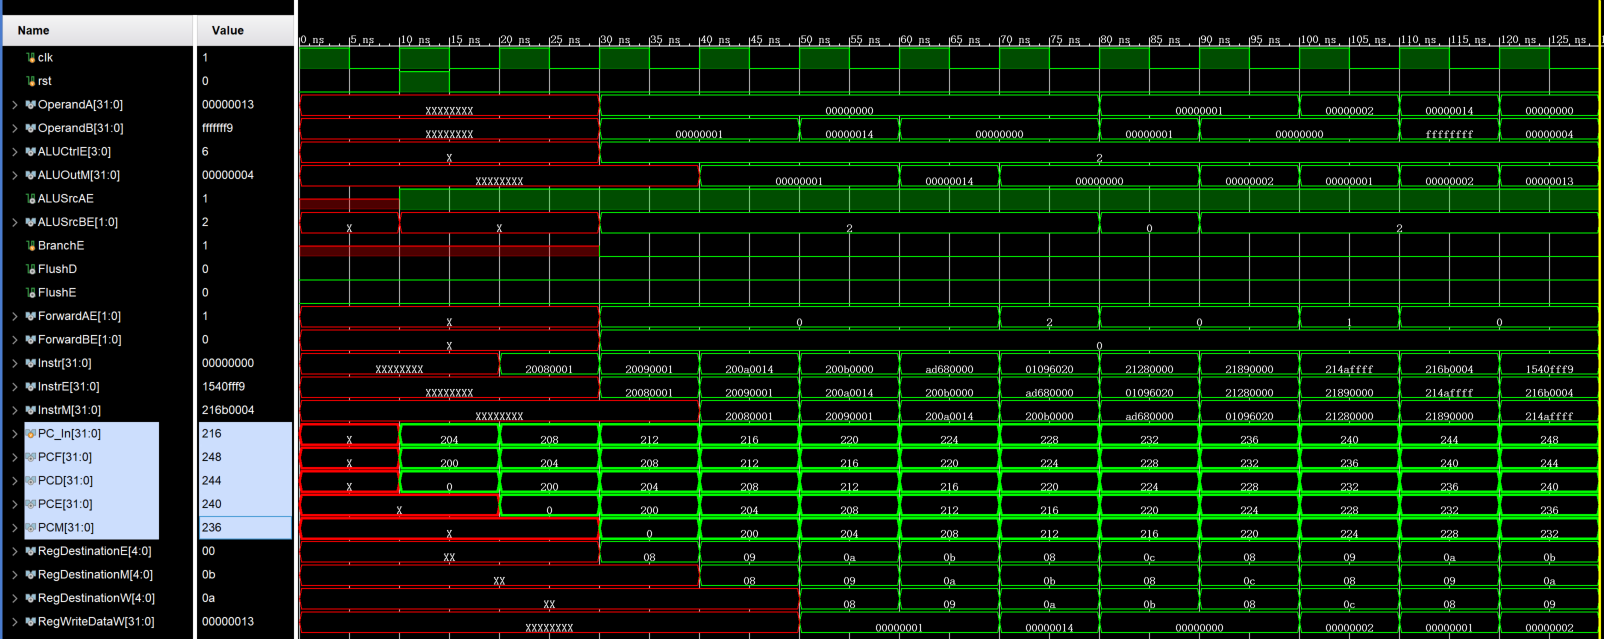 Name Value
0 ns 5 ns 10 ns 15 ns 20 ns 25 ns 30 ns 35 ns 40 ns 45 ns 50 ns 55 ns 60 ns 65 ns 70 ns 75 ns 80 ns 85 ns 90 ns 95 ns 100 ns 105 ns 110 ns 115 ns 120 ns 125 ns
clk 1
rst 0
OperandA[31:0] 00000013 XXXXXXXX 00000000 00000001 00000002 00000014 00000000
OperandB[31:0] fffffff9 XXXXXXXX 00000001 00000014 00000000 00000001 00000000 ffffffff 00000004
ALUCtrlE[3:0] 6 X 2
ALUOutM[31:0] 00000004 XXXXXXXX 00000001 00000014 00000000 00000002 00000001 00000002 00000013
ALUSrcAE 1
ALUSrcBE[1:0] 2 X X 2 0 2
BranchE 1
FlushD 0
FlushE 0
ForwardAE[1:0] 1 X 0 2 0 1 0
ForwardBE[1:0] 0 X 0
Instr[31:0] 00000000 XXXXXXXX 20080001 20090001 200a0014 200b0000 ad680000 01096020 21280000 21890000 214affff 216b0004 1540fff9
InstrE[31:0] 1540fff9 XXXXXXXX 20080001 20090001 200a0014 200b0000 ad680000 01096020 21280000 21890000 214affff 216b0004
InstrM[31:0] 216b0004 XXXXXXXX 20080001 20090001 200a0014 200b0000 ad680000 01096020 21280000 21890000 214affff
PC_In[31:0] 216 X 204 208 212 216 220 224 228 232 236 240 244 248
PCF[31:0] 248 X 200 204 208 212 216 220 224 228 232 236 240 244
PCD[31:0] 244 X 0 200 204 208 212 216 220 224 228 232 236 240
PCE[31:0] 240 X 0 200 204 208 212 216 220 224 228 232 236
PCM[31:0] 236 X 0 200 204 208 212 216 220 224 228 232
RegDestinationE[4:0] 00 XX 08 09 0a 0b 08 0c 08 09 0a 0b
RegDestinationM[4:0] 0b XX 08 09 0a 0b 08 0c 08 09 0a
RegDestinationW[4:0] 0a XX 08 09 0a 0b 08 0c 08 09
RegWriteDataW[31:0] 00000013 XXXXXXXX 00000001 00000014 00000000 00000002 00000001 00000002